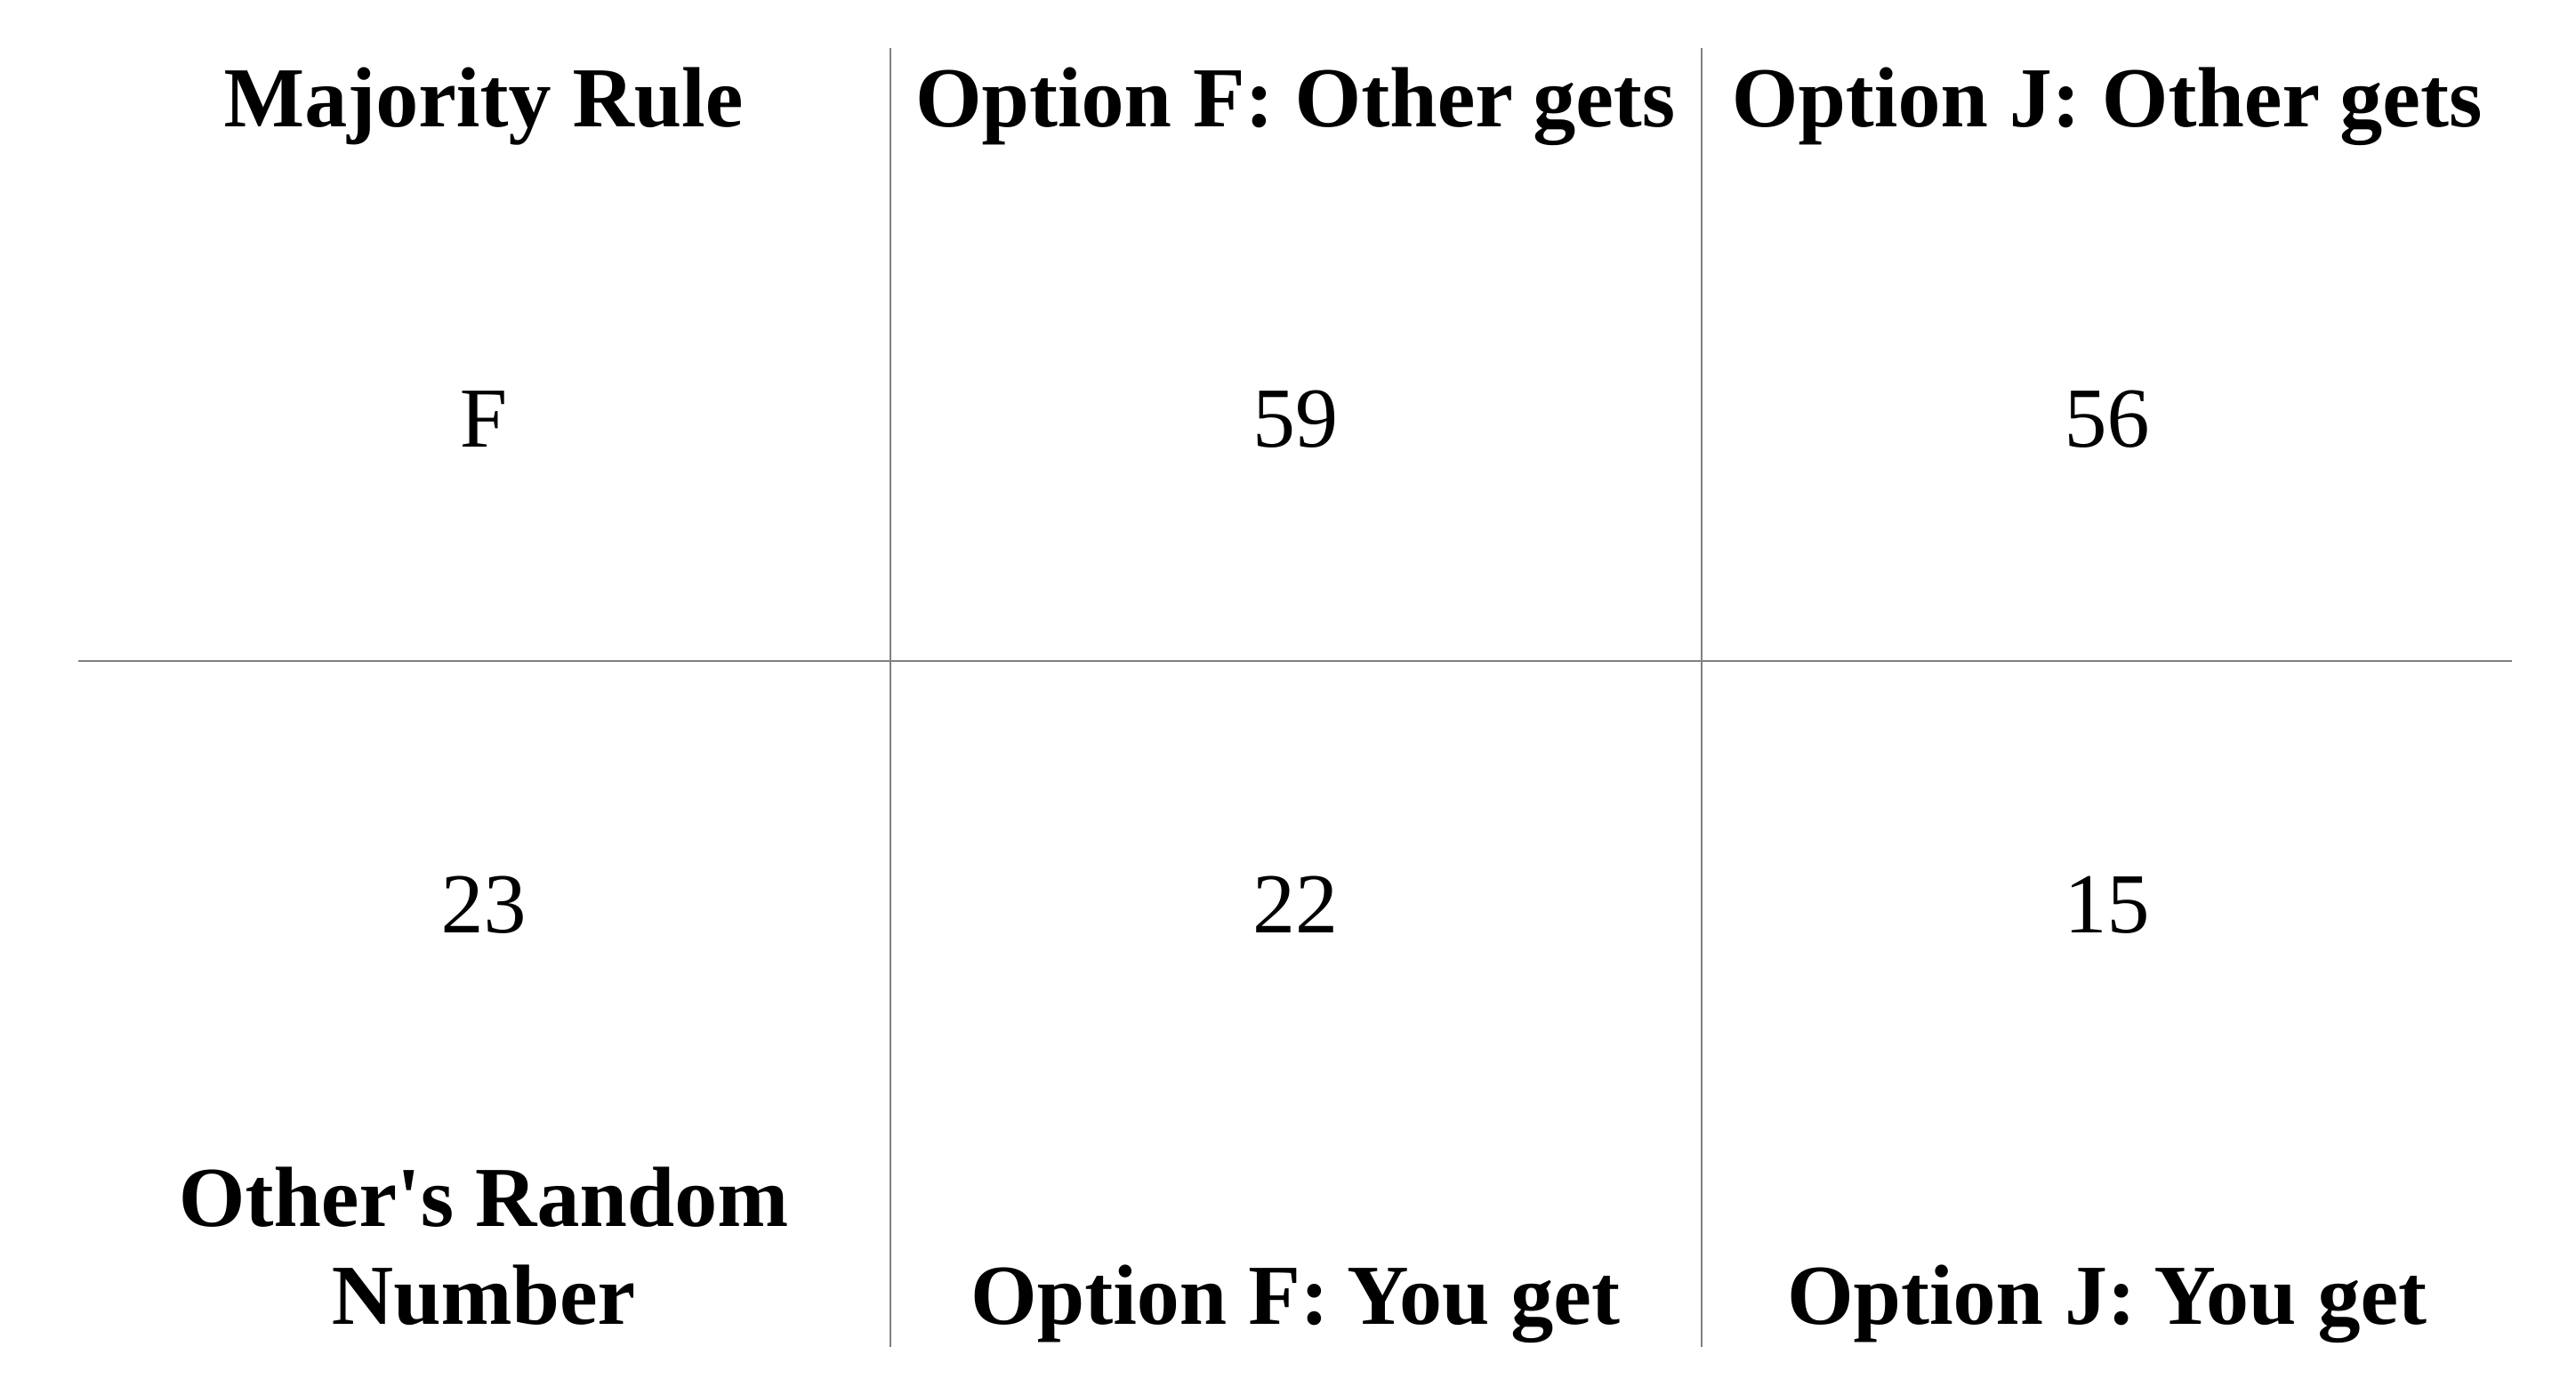 Majority Rule
Option F: Other gets
Option J: Other gets
F
59
56
23
22
15
Other's Random
Number
Option F: You get
Option J: You get